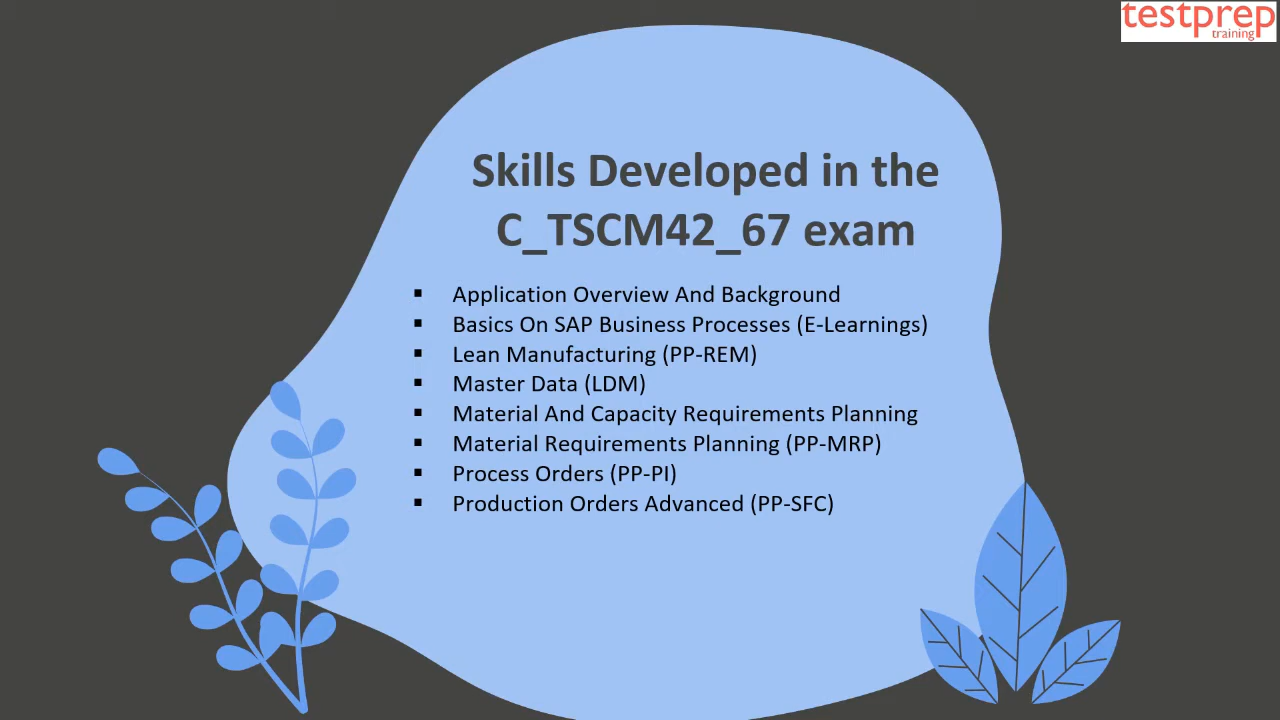 testprep
training
Skills Developed in the
C_TSCM42_67 exam
▪ Application Overview And Background
▪ Basics On SAP Business Processes (E-Learnings)
▪ Lean Manufacturing (PP-REM)
▪ Master Data (LDM)
▪ Material And Capacity Requirements Planning
▪ Material Requirements Planning (PP-MRP)
▪ Process Orders (PP-PI)
▪ Production Orders Advanced (PP-SFC)